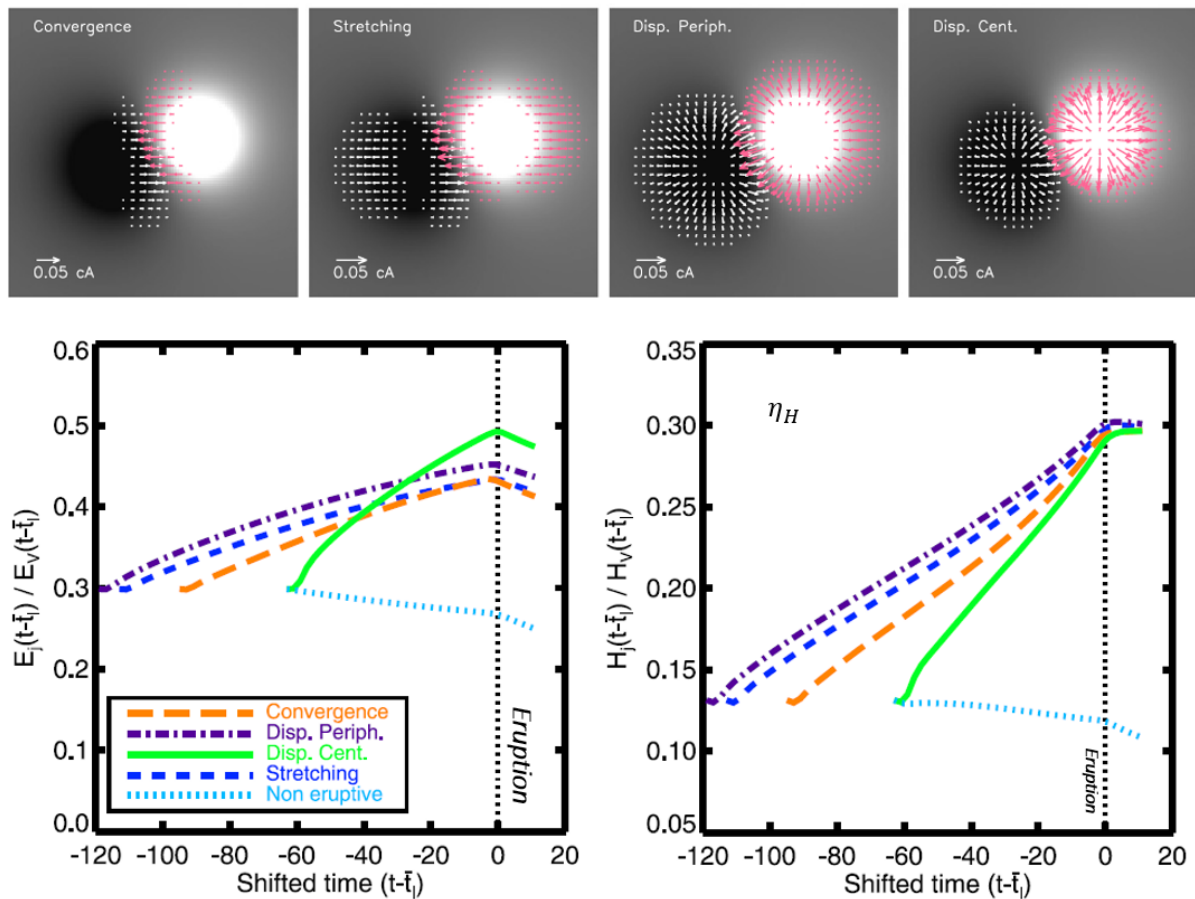 Convergence
Stretching
Disp. Periph.
Disp. Cent.
0.05 cA
0.05 cA
0.05 cA
0.05 cA
0.6
0.5
0.4
0.3
0.2
0.1
0.0
E_j(t-t̄_l) / E_V(t-t̄_l)
Convergence
Disp. Periph.
Disp. Cent.
Stretching
Non eruptive
Eruption
-120 -100 -80 -60 -40 -20 0 20
Shifted time (t-t̄_l)
0.35
0.30
0.25
0.20
0.15
0.10
0.05
H_j(t-t̄_l) / H_V(t-t̄_l)
η_H
Eruption
-120 -100 -80 -60 -40 -20 0 20
Shifted time (t-t̄_l)